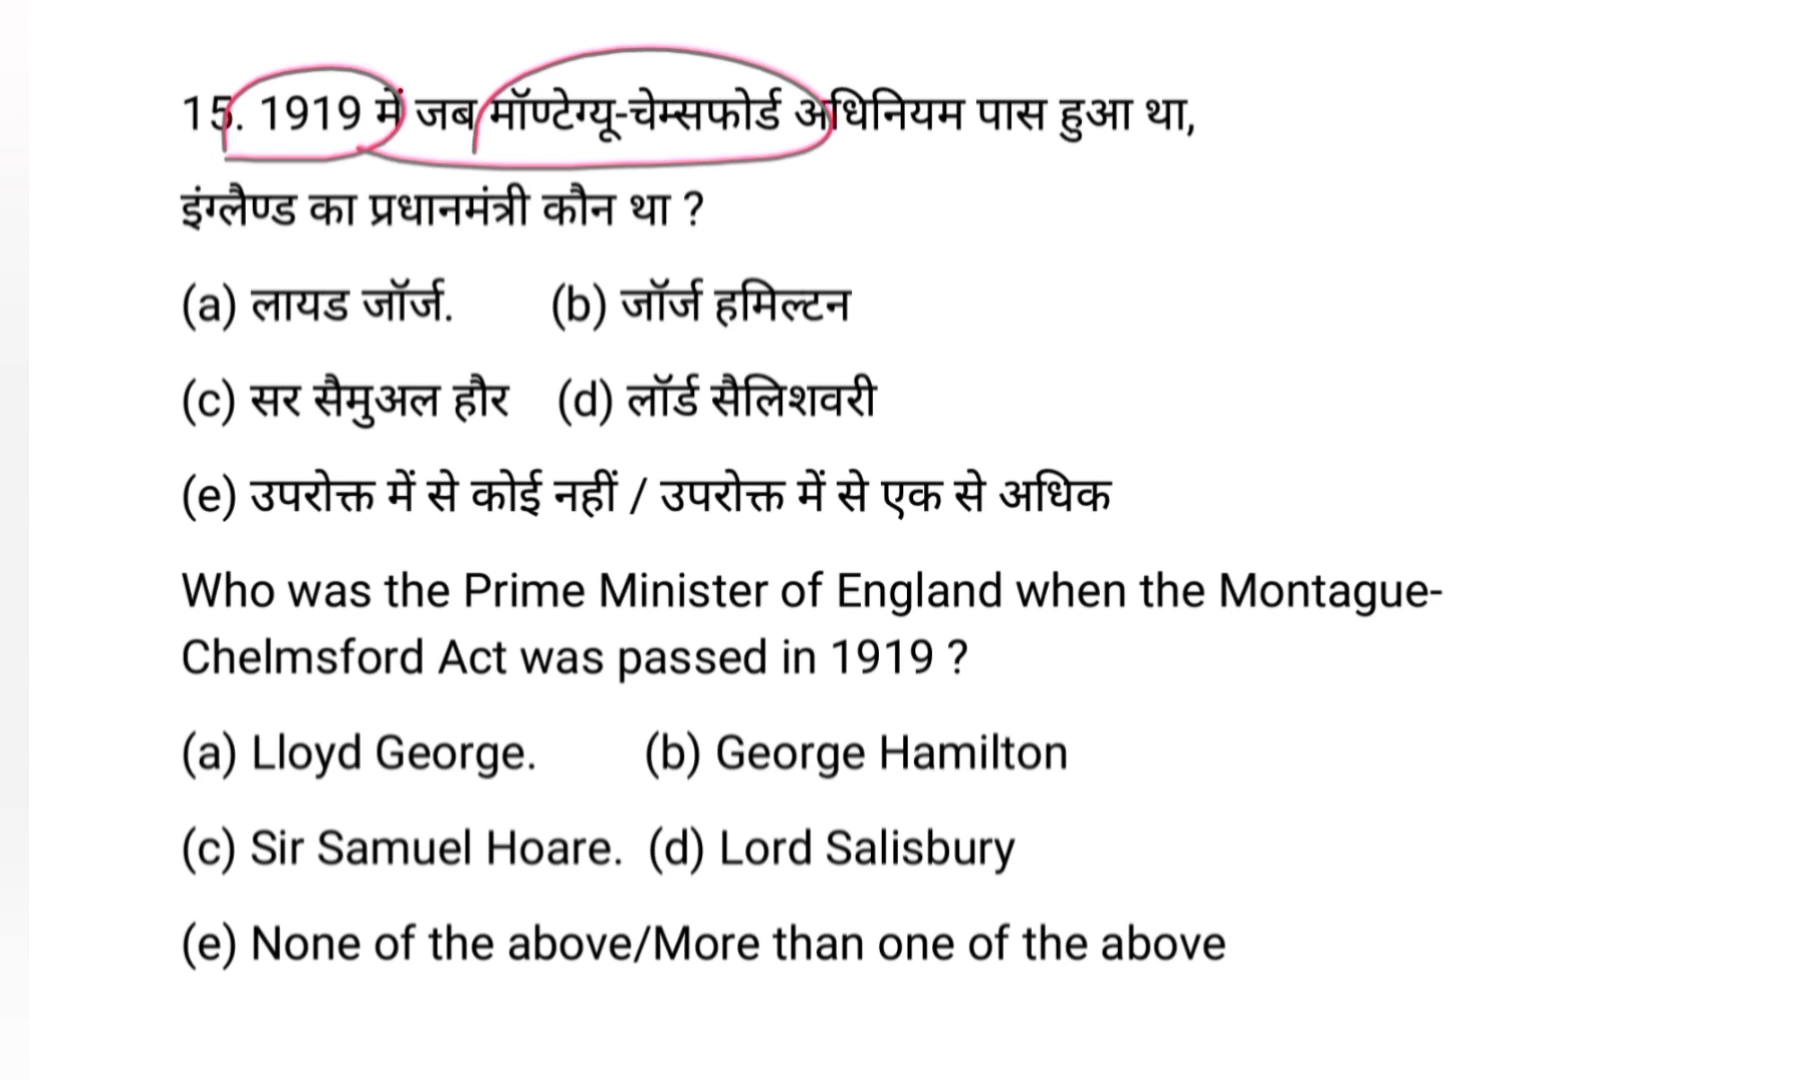 15. 1919 में जब मॉण्टेग्यू-चेम्सफोर्ड अधिनियम पास हुआ था,
इंग्लैण्ड का प्रधानमंत्री कौन था ?
(a) लायड जॉर्ज. (b) जॉर्ज हमिल्टन
(c) सर सैमुअल हौर (d) लॉर्ड सैलिशवरी
(e) उपरोक्त में से कोई नहीं / उपरोक्त में से एक से अधिक
Who was the Prime Minister of England when the Montague-
Chelmsford Act was passed in 1919 ?
(a) Lloyd George. (b) George Hamilton
(c) Sir Samuel Hoare. (d) Lord Salisbury
(e) None of the above/More than one of the above